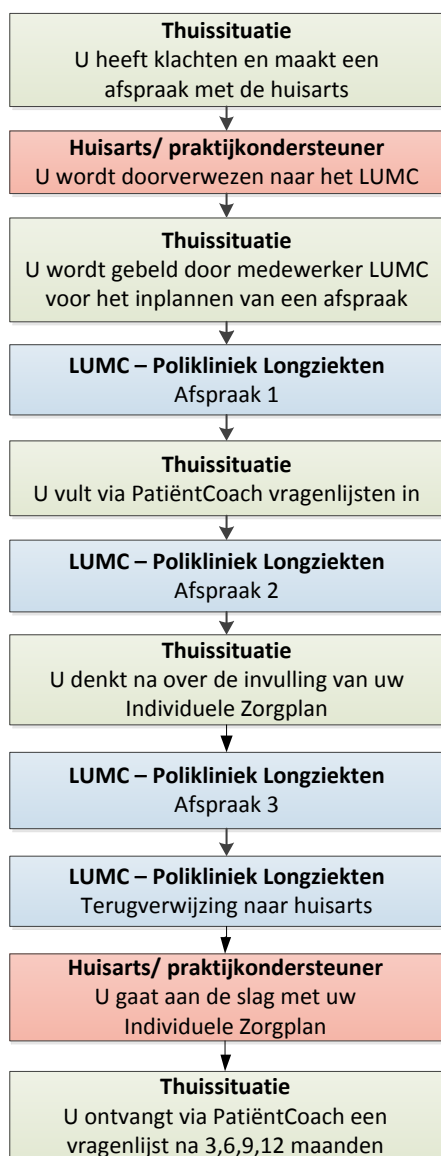 Thuissituatie
U heeft klachten en maakt een
afspraak met de huisarts
Huisarts/ praktijkondersteuner
U wordt doorverwezen naar het LUMC
Thuissituatie
U wordt gebeld door medewerker LUMC
voor het inplannen van een afspraak
LUMC – Polikliniek Longziekten
Afspraak 1
Thuissituatie
U vult via PatiëntCoach vragenlijsten in
LUMC – Polikliniek Longziekten
Afspraak 2
Thuissituatie
U denkt na over de invulling van uw
Individuele Zorgplan
LUMC – Polikliniek Longziekten
Afspraak 3
LUMC – Polikliniek Longziekten
Terugverwijzing naar huisarts
Huisarts/ praktijkondersteuner
U gaat aan de slag met uw
Individuele Zorgplan
Thuissituatie
U ontvangt via PatiëntCoach een
vragenlijst na 3,6,9,12 maanden